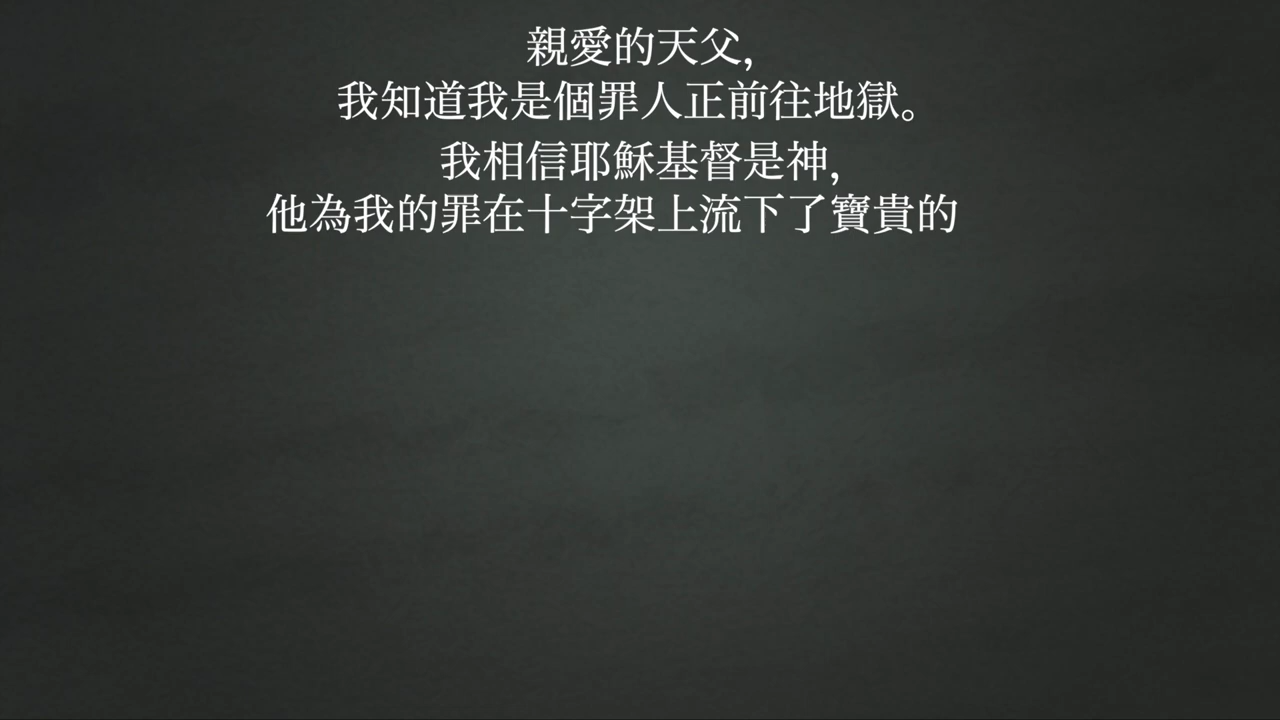 親愛的天父,
我知道我是個罪人正前往地獄。
我相信耶穌基督是神,
他為我的罪在十字架上流下了寶貴的